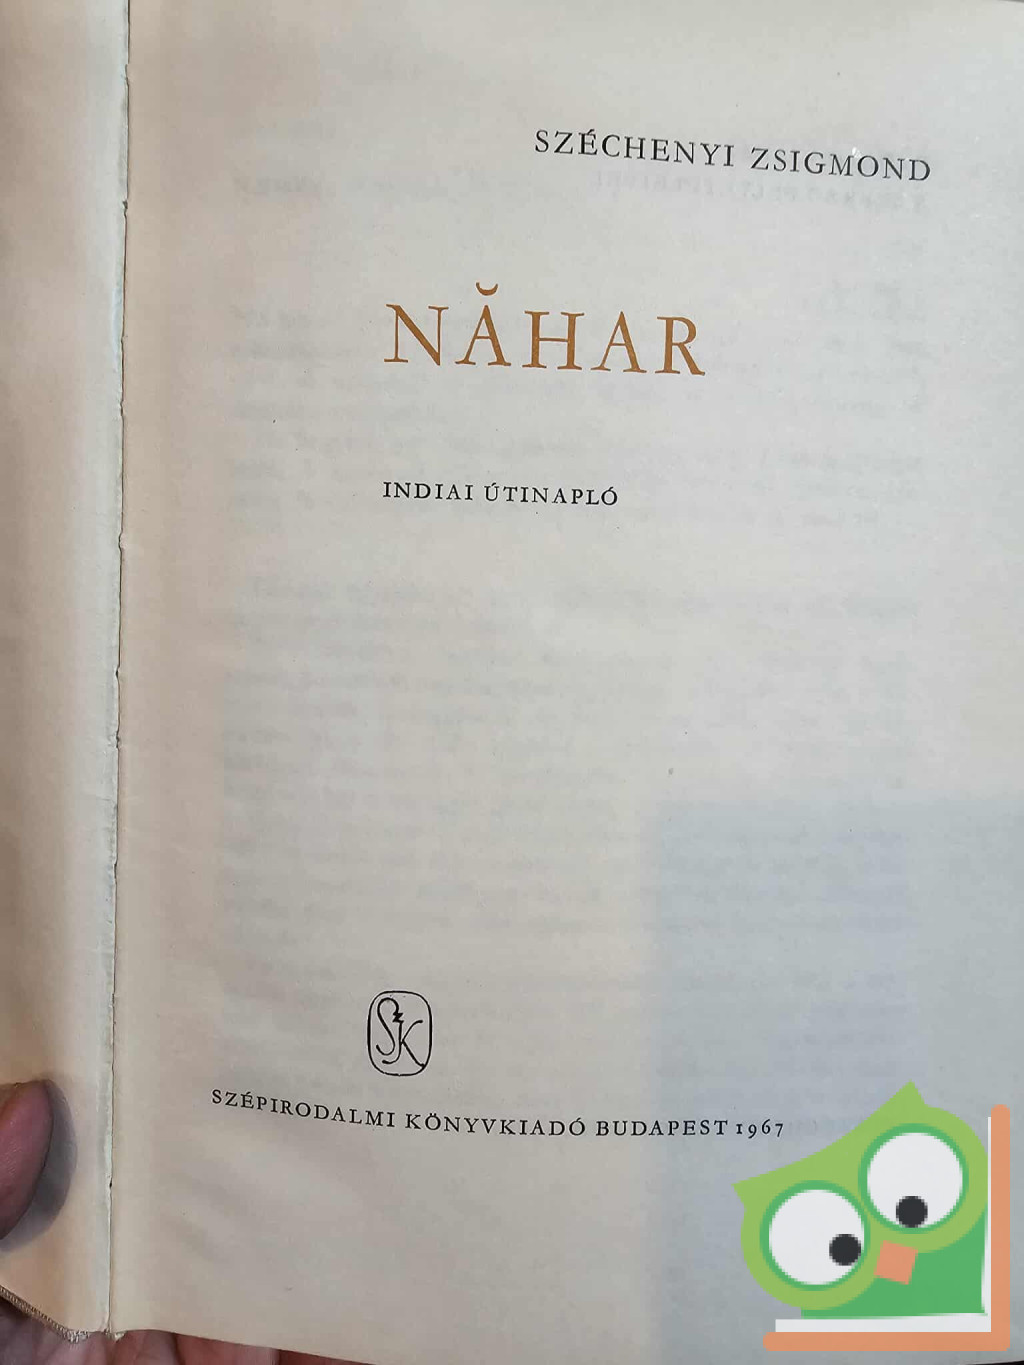 SZÉCHENYI ZSIGMOND
NĂHAR
INDIAI ÚTINAPLÓ
SzK
SZÉPIRODALMI KÖNYVKIADÓ BUDAPEST 1967